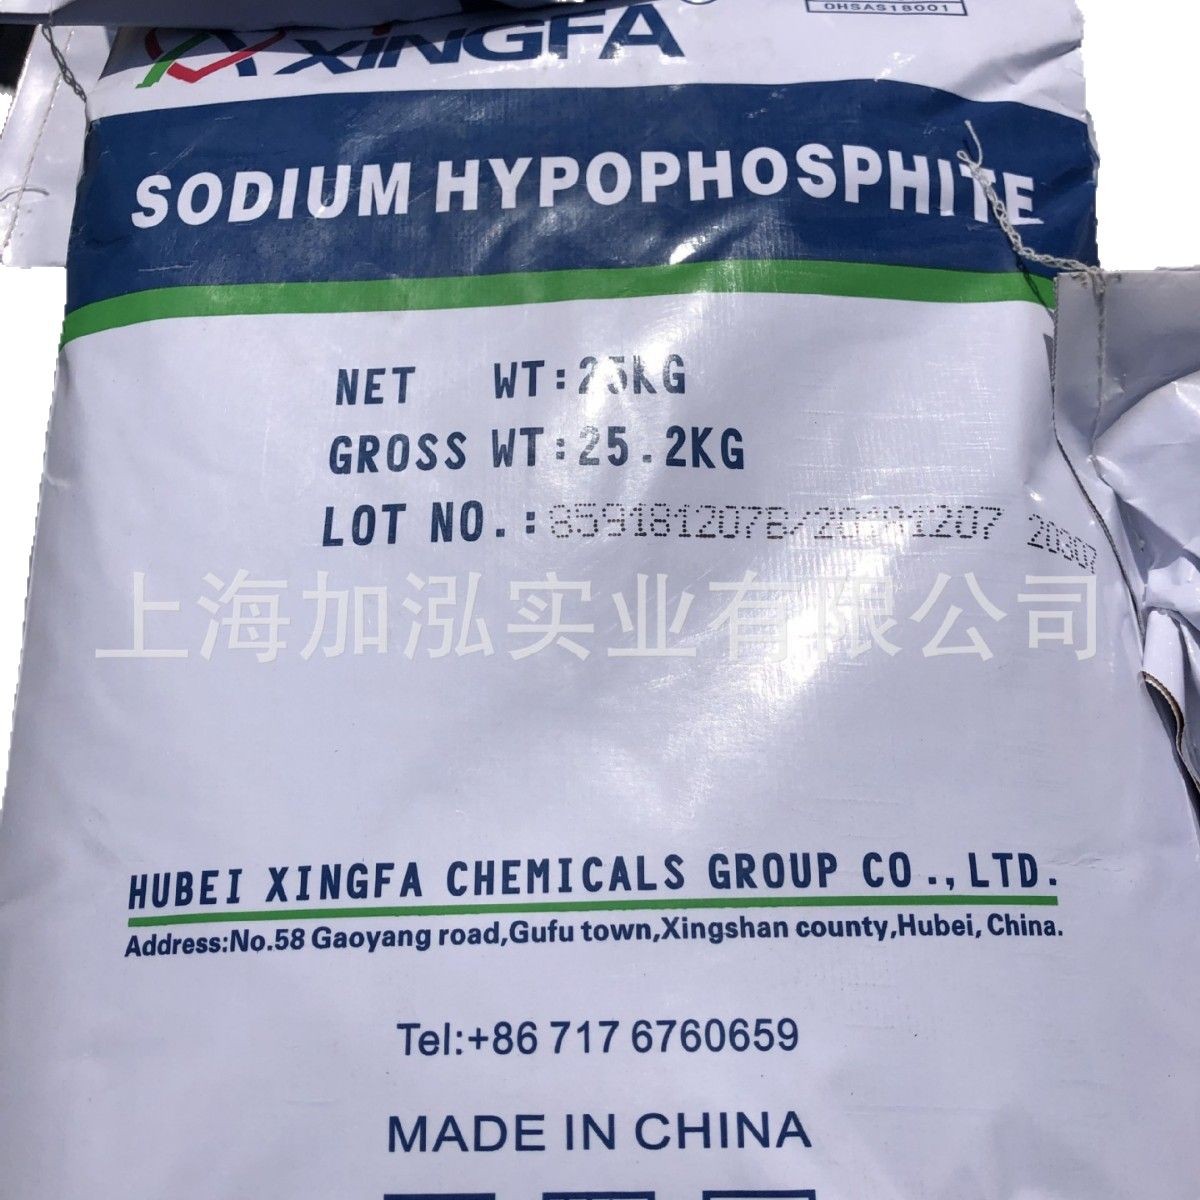 OHSAS18001
XINGFA
SODIUM HYPOPHOSPHITE
NET WT:25KG
GROSS WT:25.2KG
LOT NO.:
上海加泓实业有限公司
HUBEI XINGFA CHEMICALS GROUP CO.,LTD.
Address:No.58 Gaoyang road,Gufu town,Xingshan county,Hubei, China.
Tel:+86 717 6760659
MADE IN CHINA